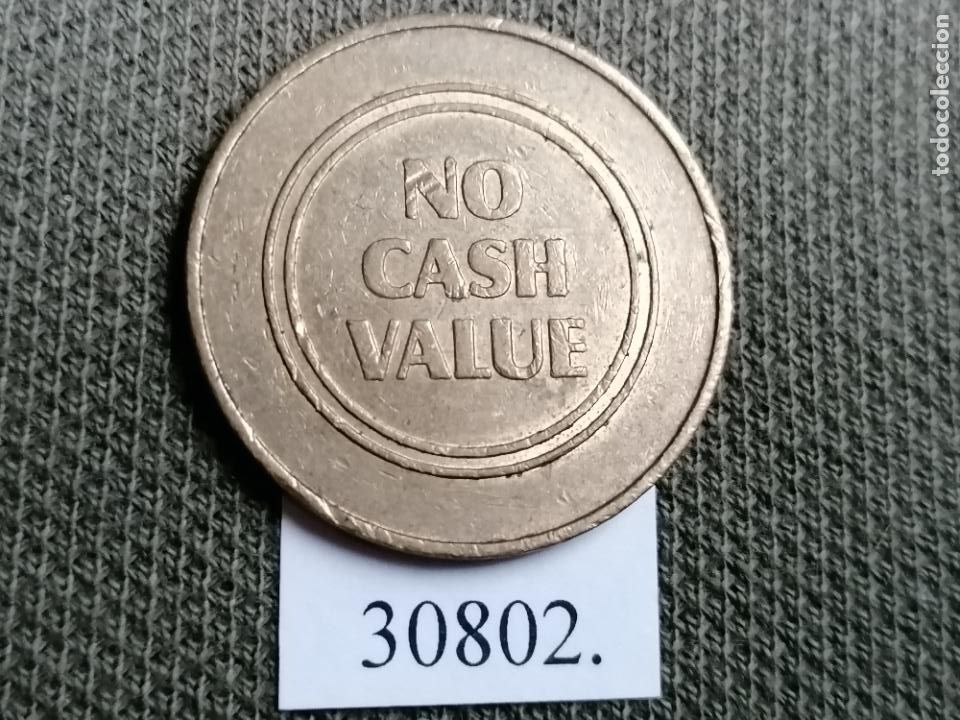 NO
CASH
VALUE
30802.
todocoleccion